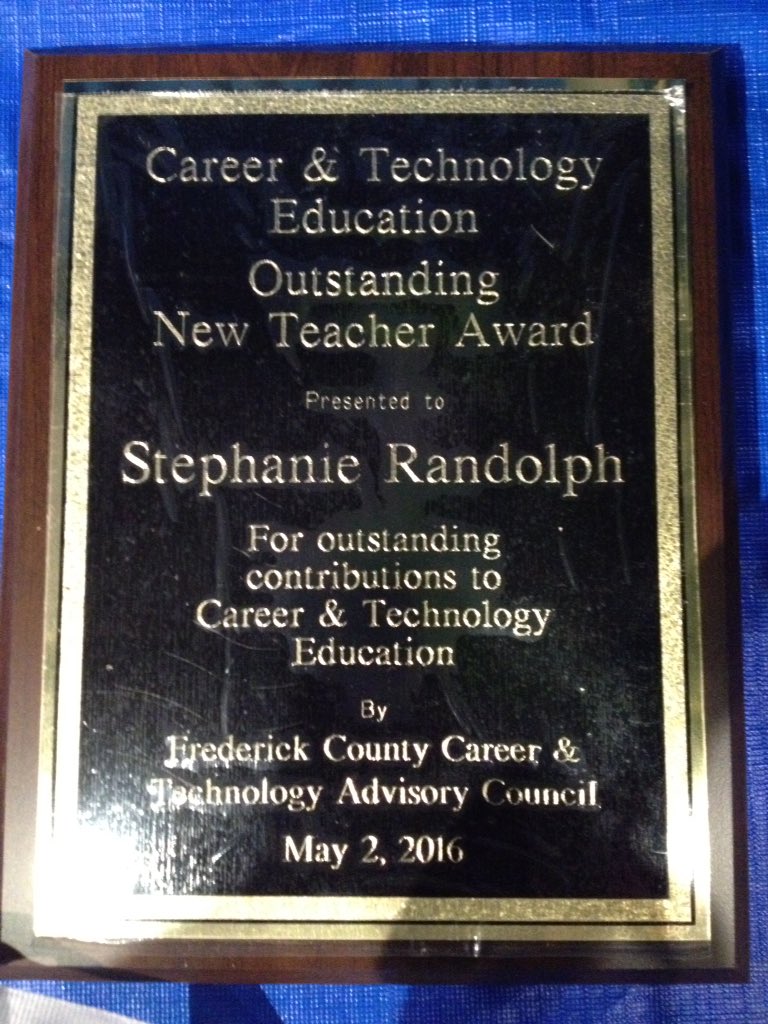 Career & Technology
Education
Outstanding
New Teacher Award
Presented to
Stephanie Randolph
For outstanding
contributions to
Career & Technology
Education
By
Frederick County Career &
Technology Advisory Council
May 2, 2016